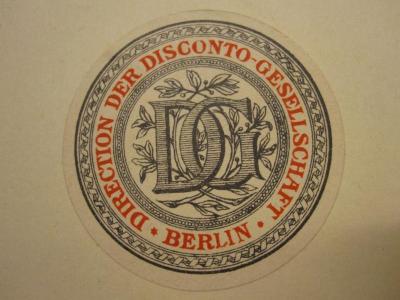 DIRECTION DER DISCONTO-GESELLSCHAFT
* BERLIN *
DG